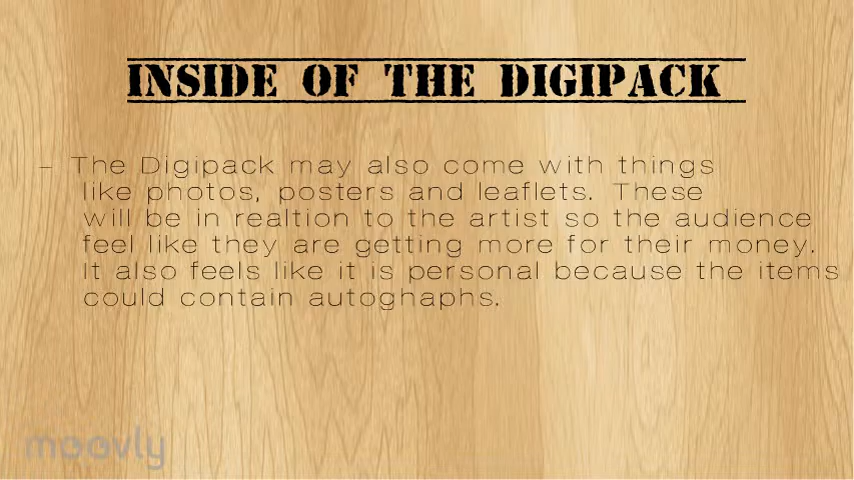 INSIDE OF THE DIGIPACK
- The Digipack may also come with things
like photos, posters and leaflets. These
will be in realtion to the artist so the audience
feel like they are getting more for their money.
It also feels like it is personal because the items
could contain autoghaphs.
moovly